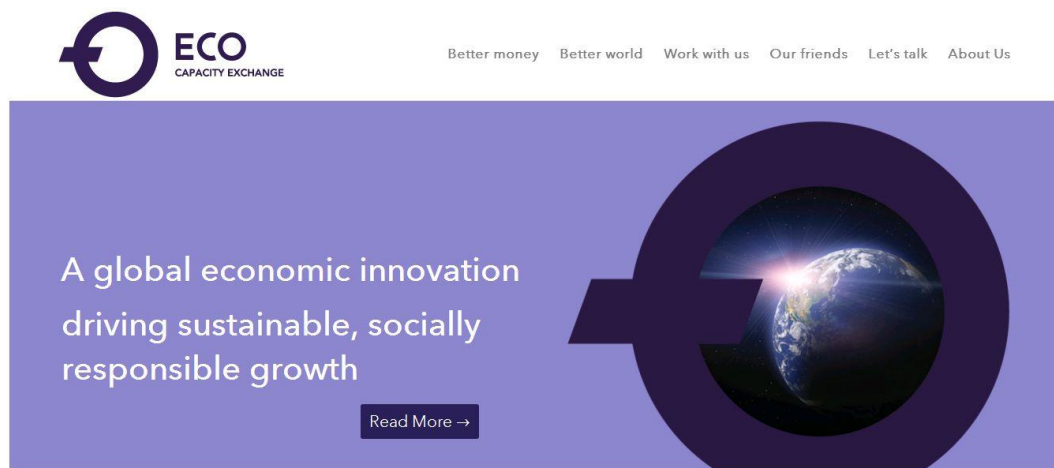 ECO
CAPACITY EXCHANGE
Better money Better world Work with us Our friends Let's talk About Us
A global economic innovation
driving sustainable, socially
responsible growth
Read More →